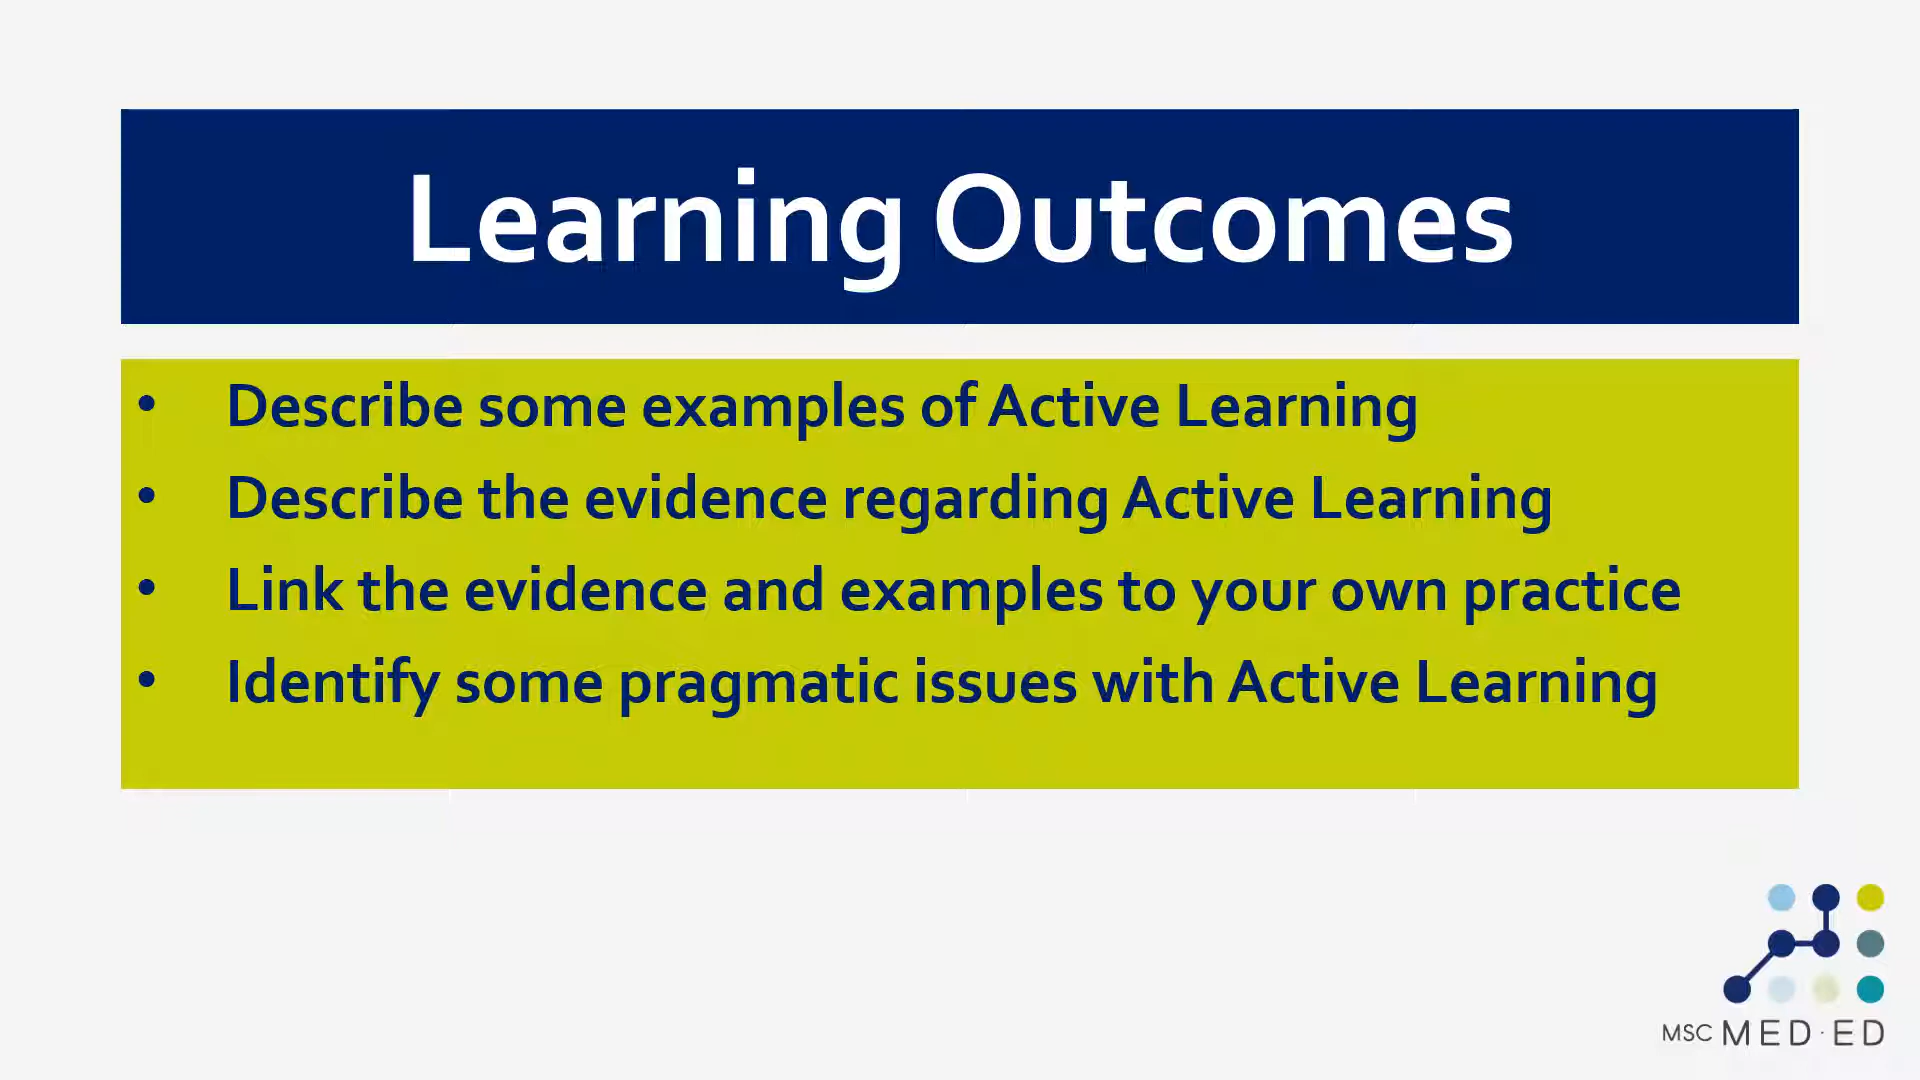 Learning Outcomes
• Describe some examples of Active Learning
• Describe the evidence regarding Active Learning
• Link the evidence and examples to your own practice
• Identify some pragmatic issues with Active Learning
MSC MED·ED